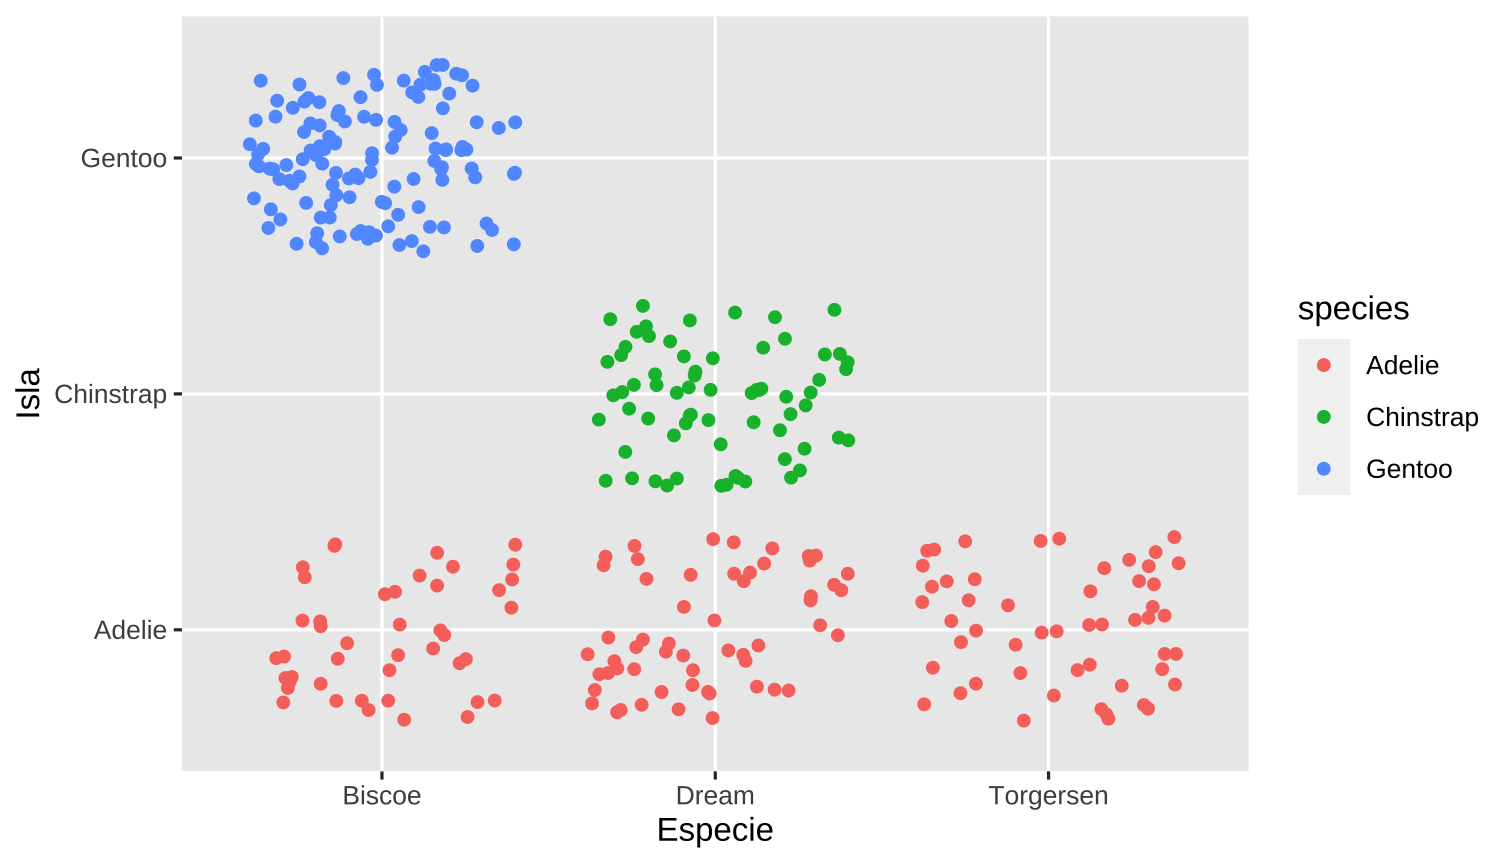 Isla
Gentoo
Chinstrap
Adelie
Biscoe
Dream
Torgersen
Especie
species
Adelie
Chinstrap
Gentoo